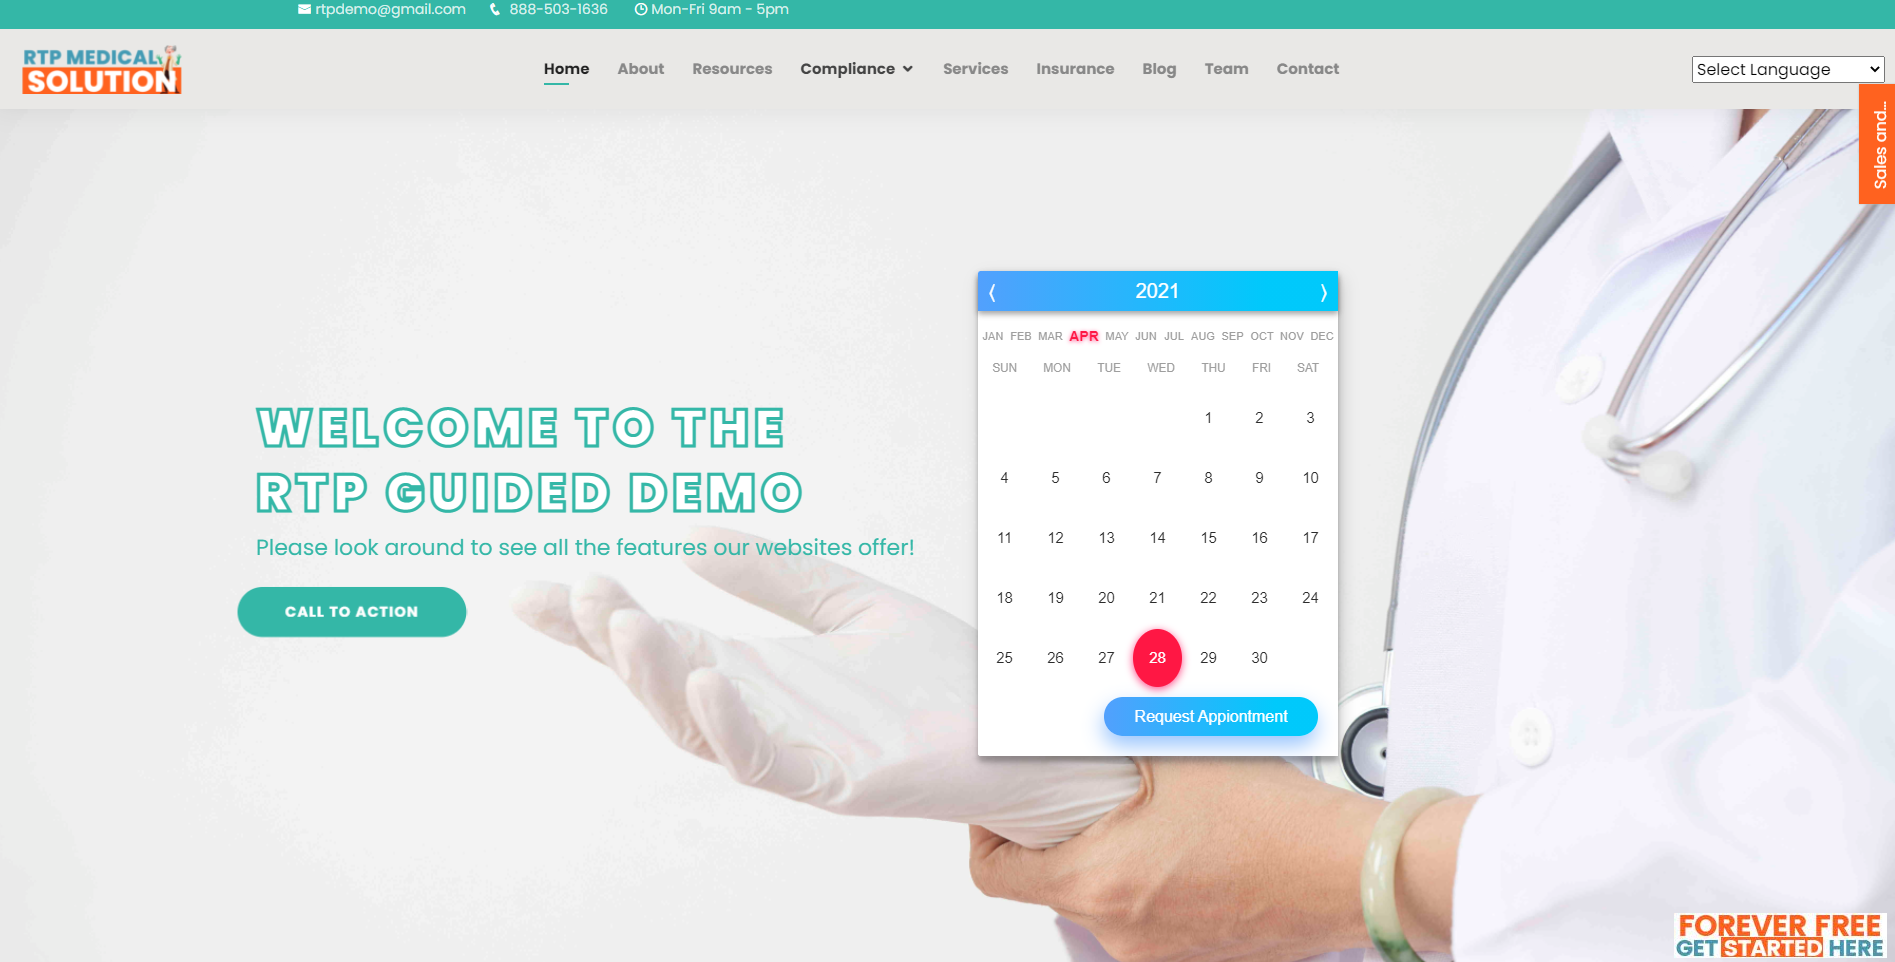 rtpdemo@gmail.com 888-503-1636 Mon-Fri 9am - 5pm
RTP MEDICAL
SOLUTION
Home About Resources Compliance Services Insurance Blog Team Contact
Select Language
Sales and...
2021
JAN FEB MAR APR MAY JUN JUL AUG SEP OCT NOV DEC
SUN MON TUE WED THU FRI SAT
1 2 3
4 5 6 7 8 9 10
11 12 13 14 15 16 17
18 19 20 21 22 23 24
25 26 27 28 29 30
Request Appiontment
WELCOME TO THE
RTP GUIDED DEMO
Please look around to see all the features our websites offer!
CALL TO ACTION
FOREVER FREE
GET STARTED HERE